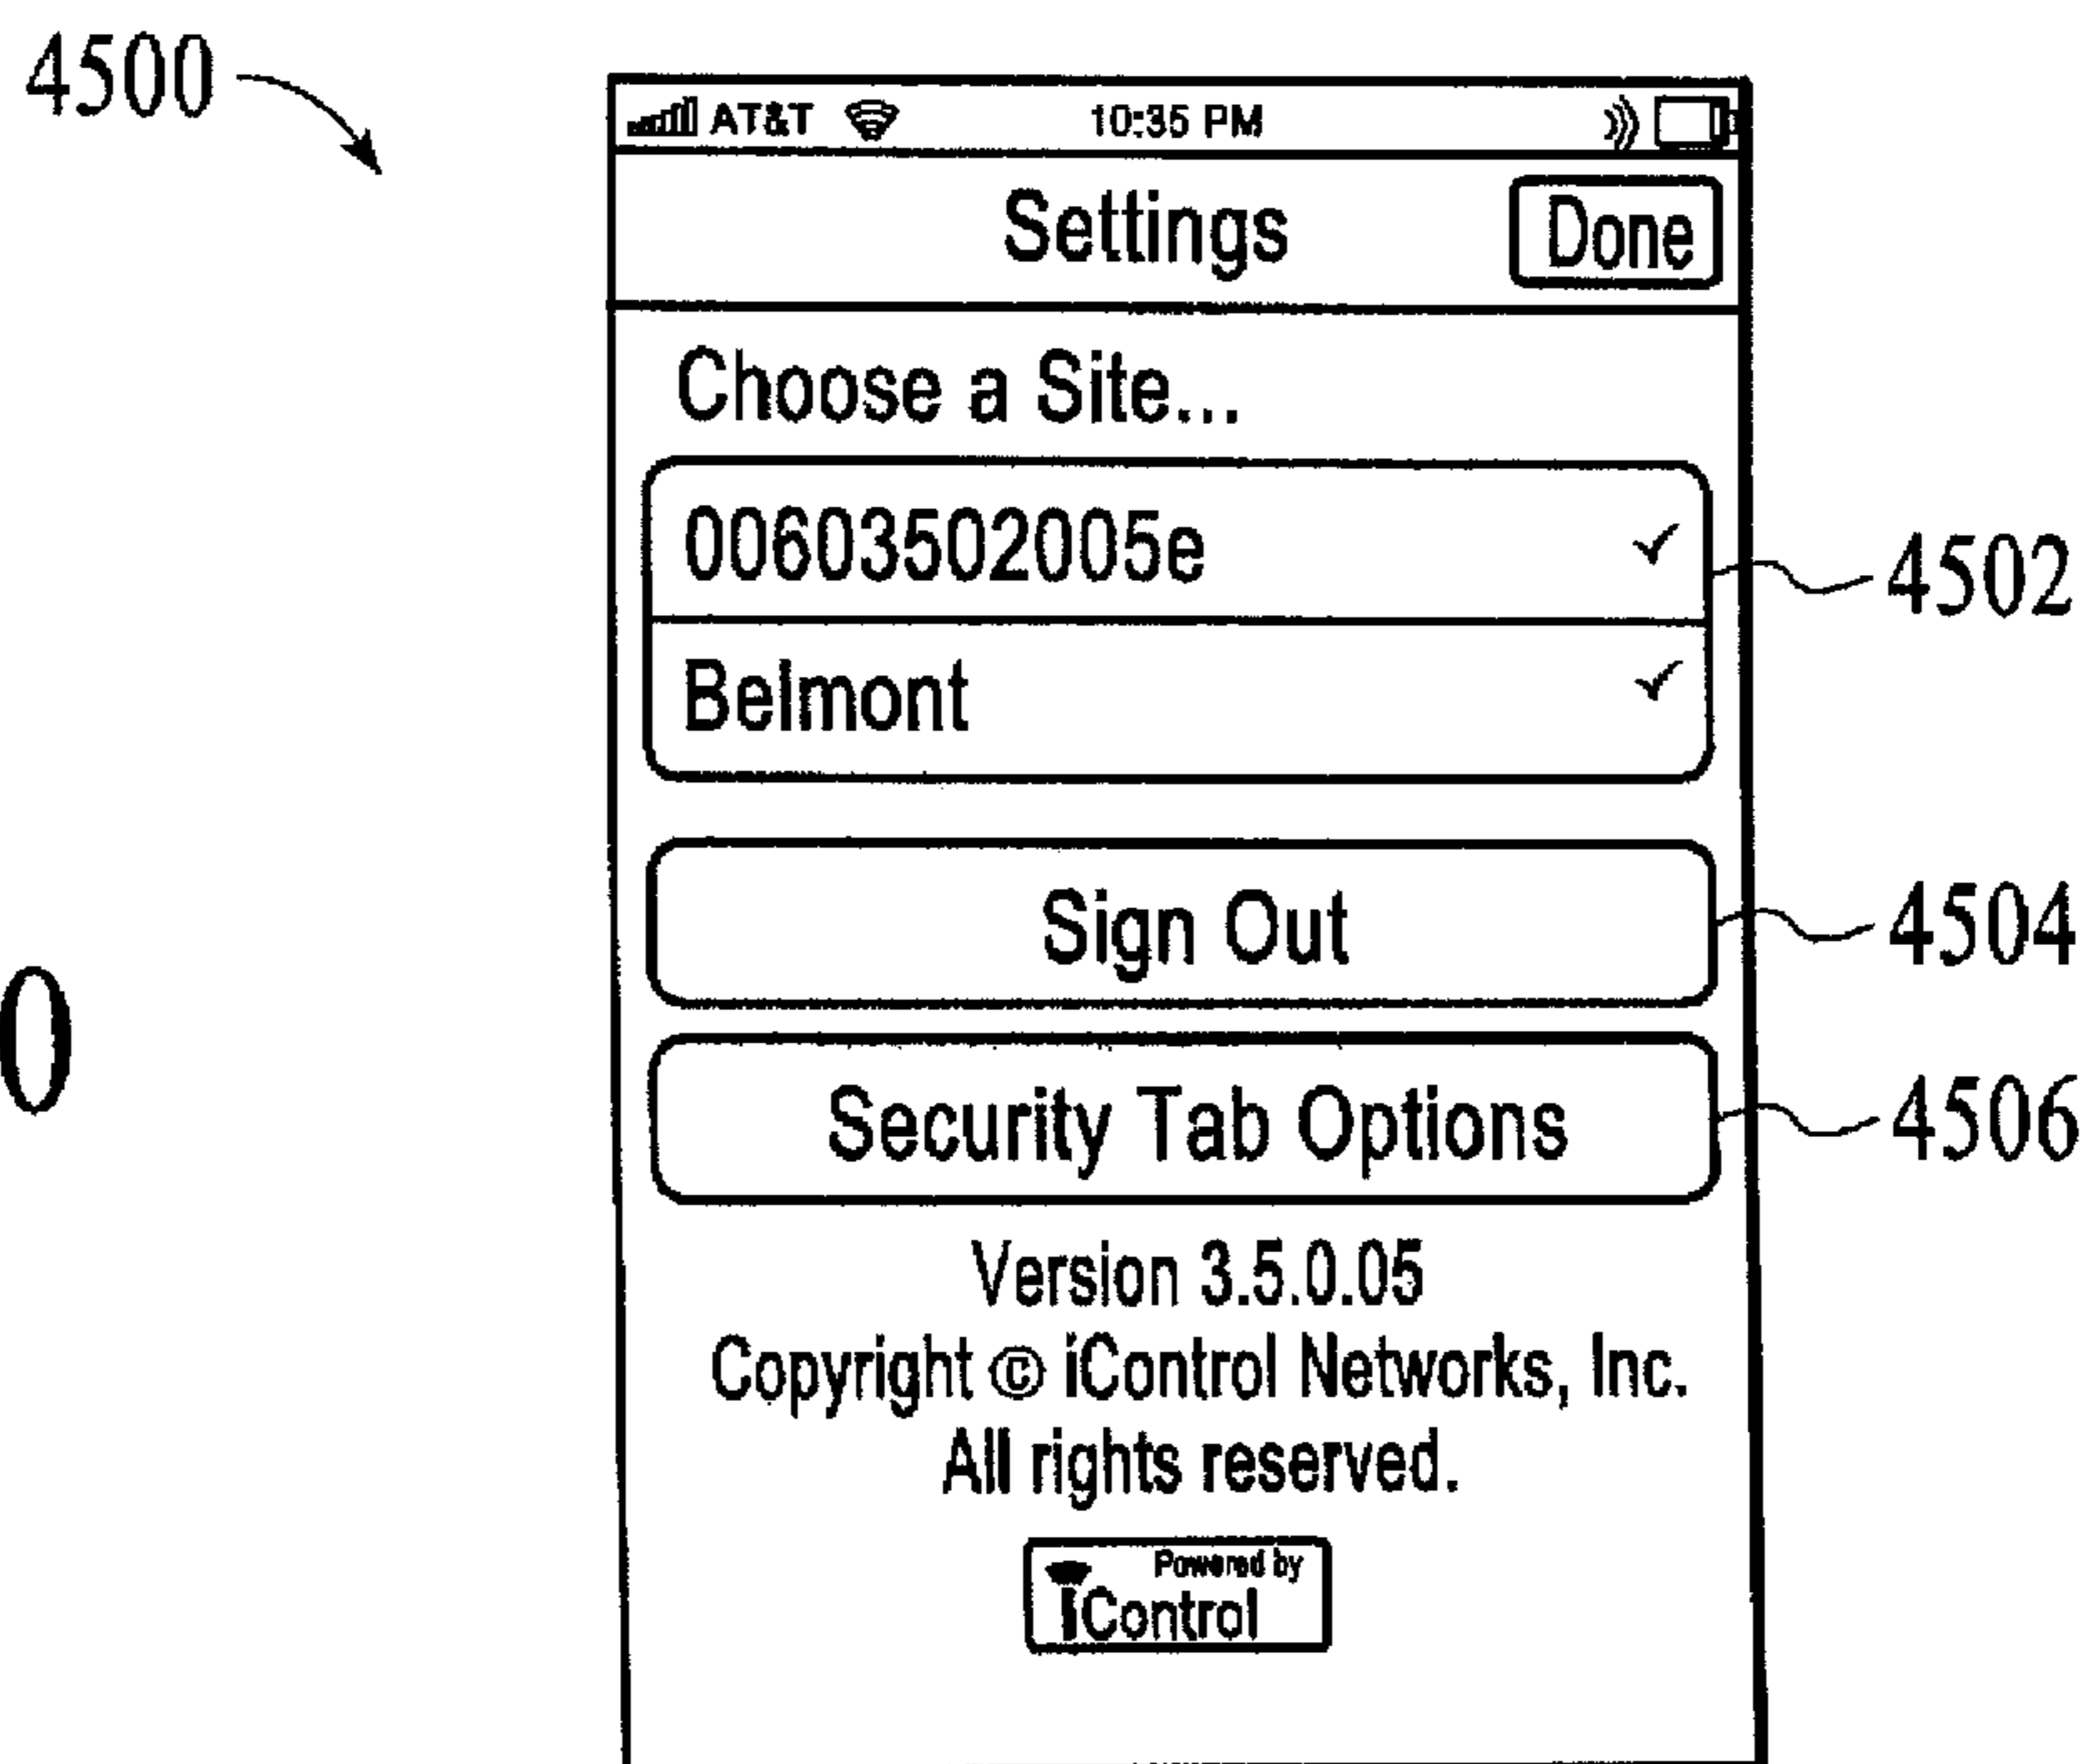 4500
AT&T 10:35 PM
Settings Done
Choose a Site...
00603502005e
4502
Belmont
Sign Out
4504
0
Security Tab Options
4506
Version 3.5.0.05
Copyright © iControl Networks, Inc.
All rights reserved.
Powered by
iControl